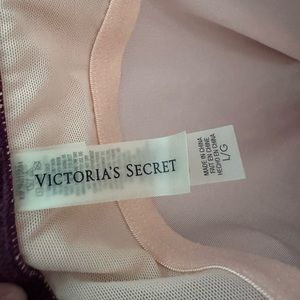 VICTORIA'S SECRET
MADE IN CHINA
FAIT EN CHINE
HECHO EN CHINA
L/G